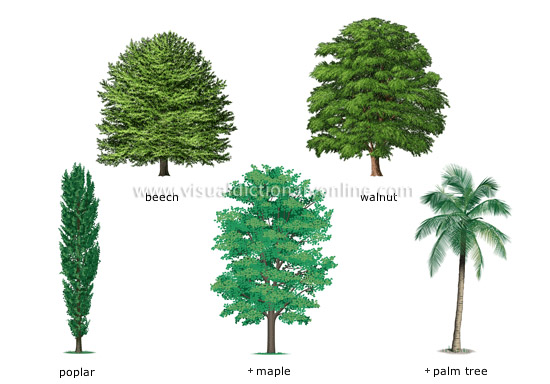 www.visualdictionaryonline.com
beech
walnut
poplar
+ maple
+ palm tree